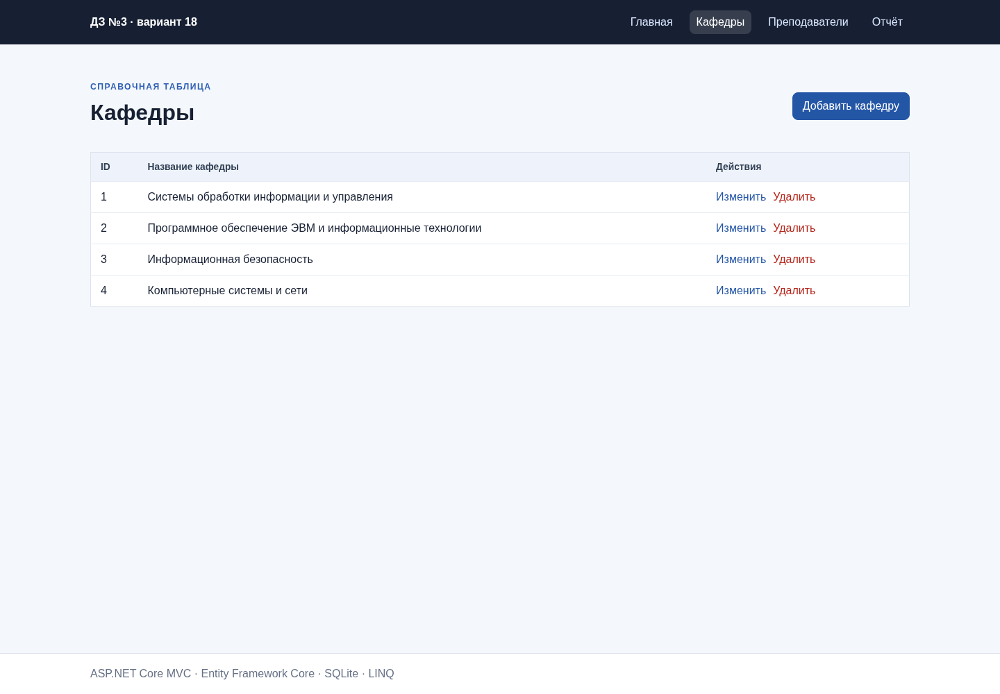 ДЗ №3 · вариант 18 Главная Кафедры Преподаватели Отчёт
СПРАВОЧНАЯ ТАБЛИЦА
Кафедры
Добавить кафедру
ID Название кафедры Действия
1 Системы обработки информации и управления Изменить Удалить
2 Программное обеспечение ЭВМ и информационные технологии Изменить Удалить
3 Информационная безопасность Изменить Удалить
4 Компьютерные системы и сети Изменить Удалить
ASP.NET Core MVC · Entity Framework Core · SQLite · LINQ